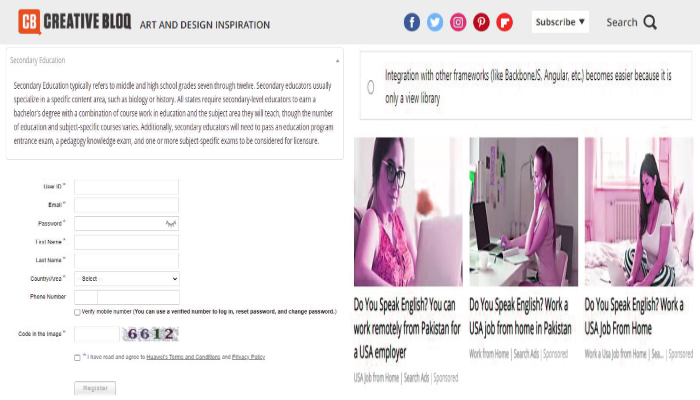 CB CREATIVE BLOQ ART AND DESIGN INSPIRATION
Subscribe ▼ Search
Secondary Education
Secondary Education typically refers to middle and high school grades seven through twelve. Secondary educators usually
specialize in a specific content area, such as biology or history. All states require secondary-level educators to earn a
bachelor's degree with a combination of course work in education and the subject area they will teach, though the number
of education and subject-specific courses varies. Additionally, secondary educators will need to pass an education program
entrance exam, a pedagogy knowledge exam, and one or more subject-specific exams to be considered for licensure.
User ID *
Email *
Password *
First Name *
Last Name *
Country/Area * Select
Phone Number
Verify mobile number (You can use a verified number to log in, reset password, and change password.)
Code in the Image * 6612
* I have read and agree to Huawei's Terms and Conditions and Privacy Policy
Register
Integration with other frameworks (like Backbone/S, Angular, etc.) becomes easier because it is
only a view library
Do You Speak English? You can
work remotely from Pakistan for
a USA employer
USA Job from Home | Search Ads | Sponsored
Do You Speak English? Work a
USA job from home in Pakistan
Work from Home | Search Ads | Sponsored
Do You Speak English? Work a
USA Job From Home
Work a Usa Job from Home | Sea... | Sponsored